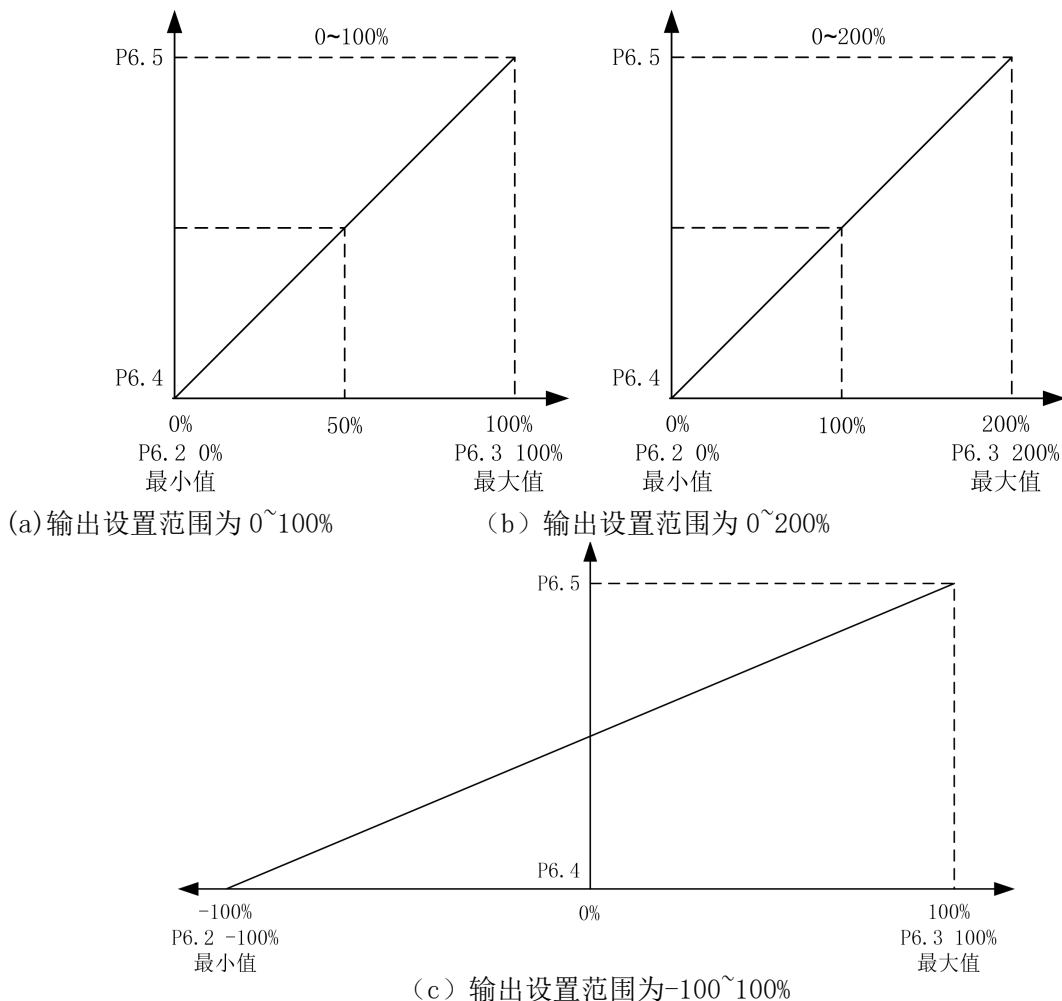 0~100%
P6.5
P6.4
0%
50%
100%
P6.2 0%
最小值
P6.3 100%
最大值
0~200%
P6.5
P6.4
0%
100%
200%
P6.2 0%
最小值
P6.3 200%
最大值
(a)输出设置范围为 0~100%
（b）输出设置范围为 0~200%
P6.5
P6.4
-100%
0%
100%
P6.2 -100%
最小值
P6.3 100%
最大值
（c）输出设置范围为-100~100%